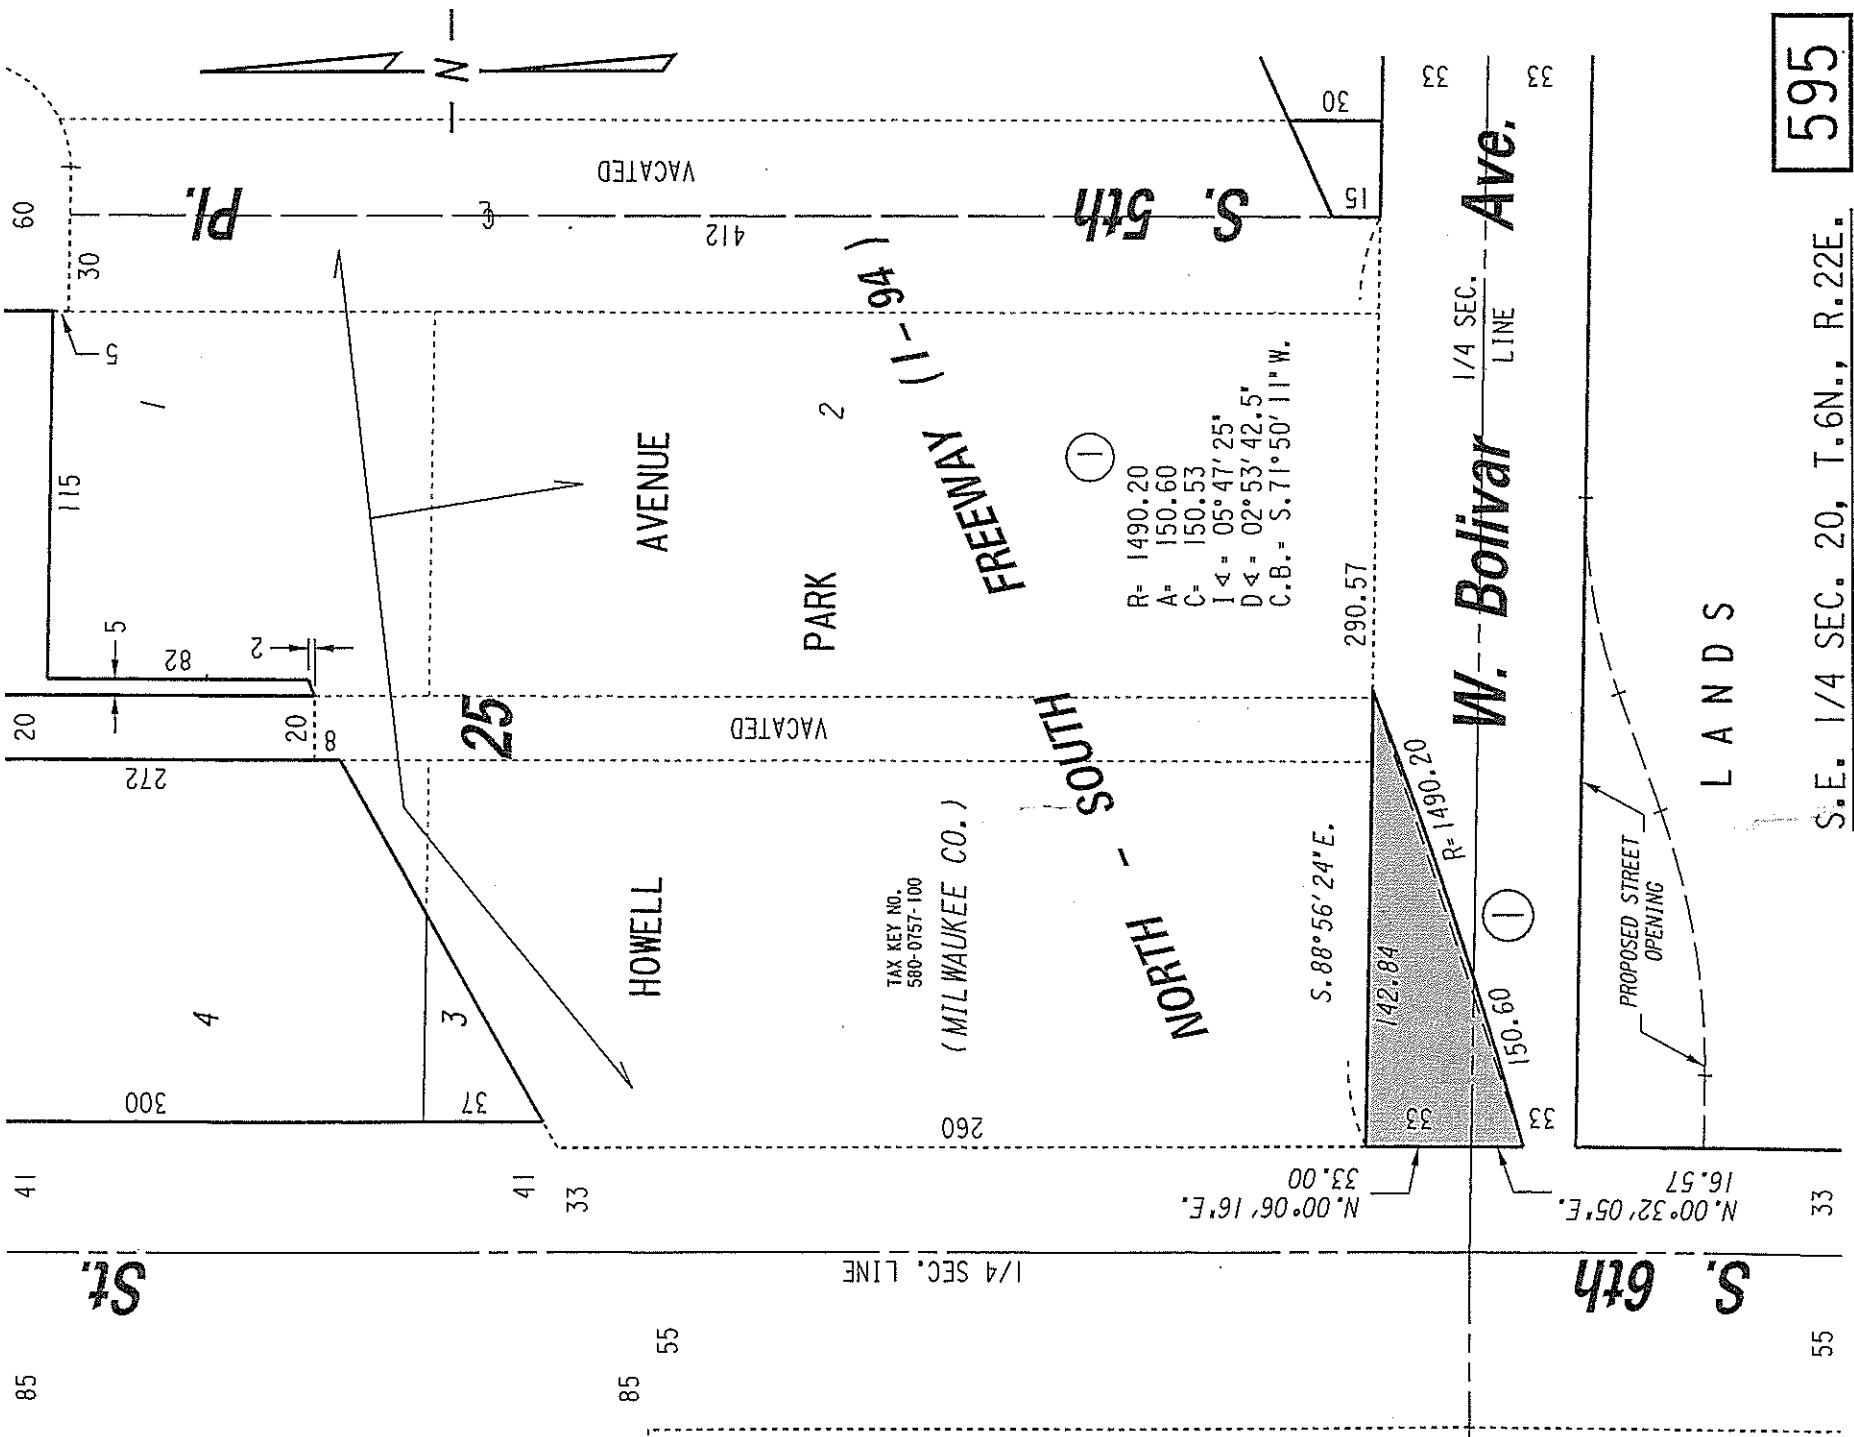 60
30
Pl.
VACATED
℄
412
S. 5th
N
30
15
33
33
595
5
115
1
5
82
2
20
20
8
272
25
VACATED
AVENUE
PARK
2
HOWELL
NORTH - SOUTH FREEWAY (I-94)
1
R= 1490.20
A= 150.60
C= 150.53
I∢= 05°47'25"
D∢= 02°53'42.5"
C.B.= S.71°50'11"W.
290.57
1/4 SEC.
LINE
W. Bolivar Ave.
TAX KEY NO.
580-0757-100
(MILWAUKEE CO.)
4
3
300
37
260
S.88°56'24"E.
142.84
R=1490.20
150.60
1
33
33
N.00°06'16"E.
33.00
N.00°32'05"E.
16.57
PROPOSED STREET
OPENING
LANDS
S.E. 1/4 SEC. 20, T.6N., R.22E.
41
41
33
33
St.
1/4 SEC. LINE
S. 6th
85
85
55
55